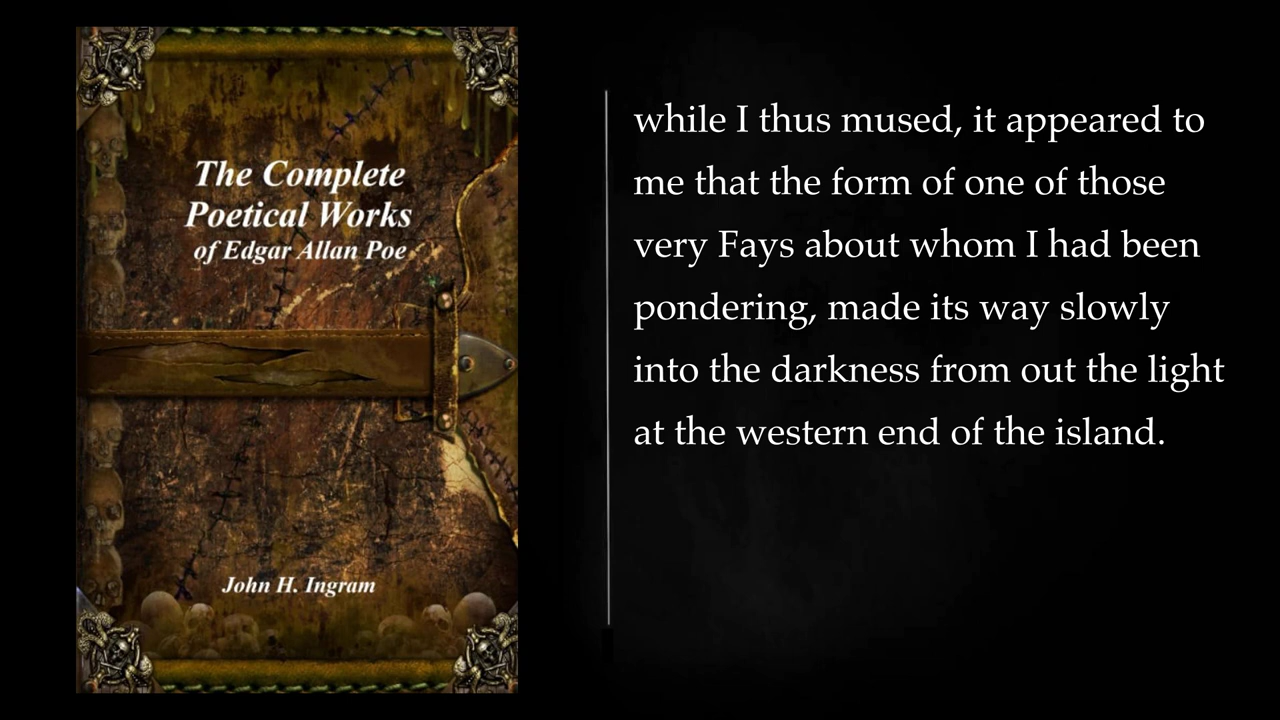 The Complete
Poetical Works
of Edgar Allan Poe
John H. Ingram
while I thus mused, it appeared to
me that the form of one of those
very Fays about whom I had been
pondering, made its way slowly
into the darkness from out the light
at the western end of the island.